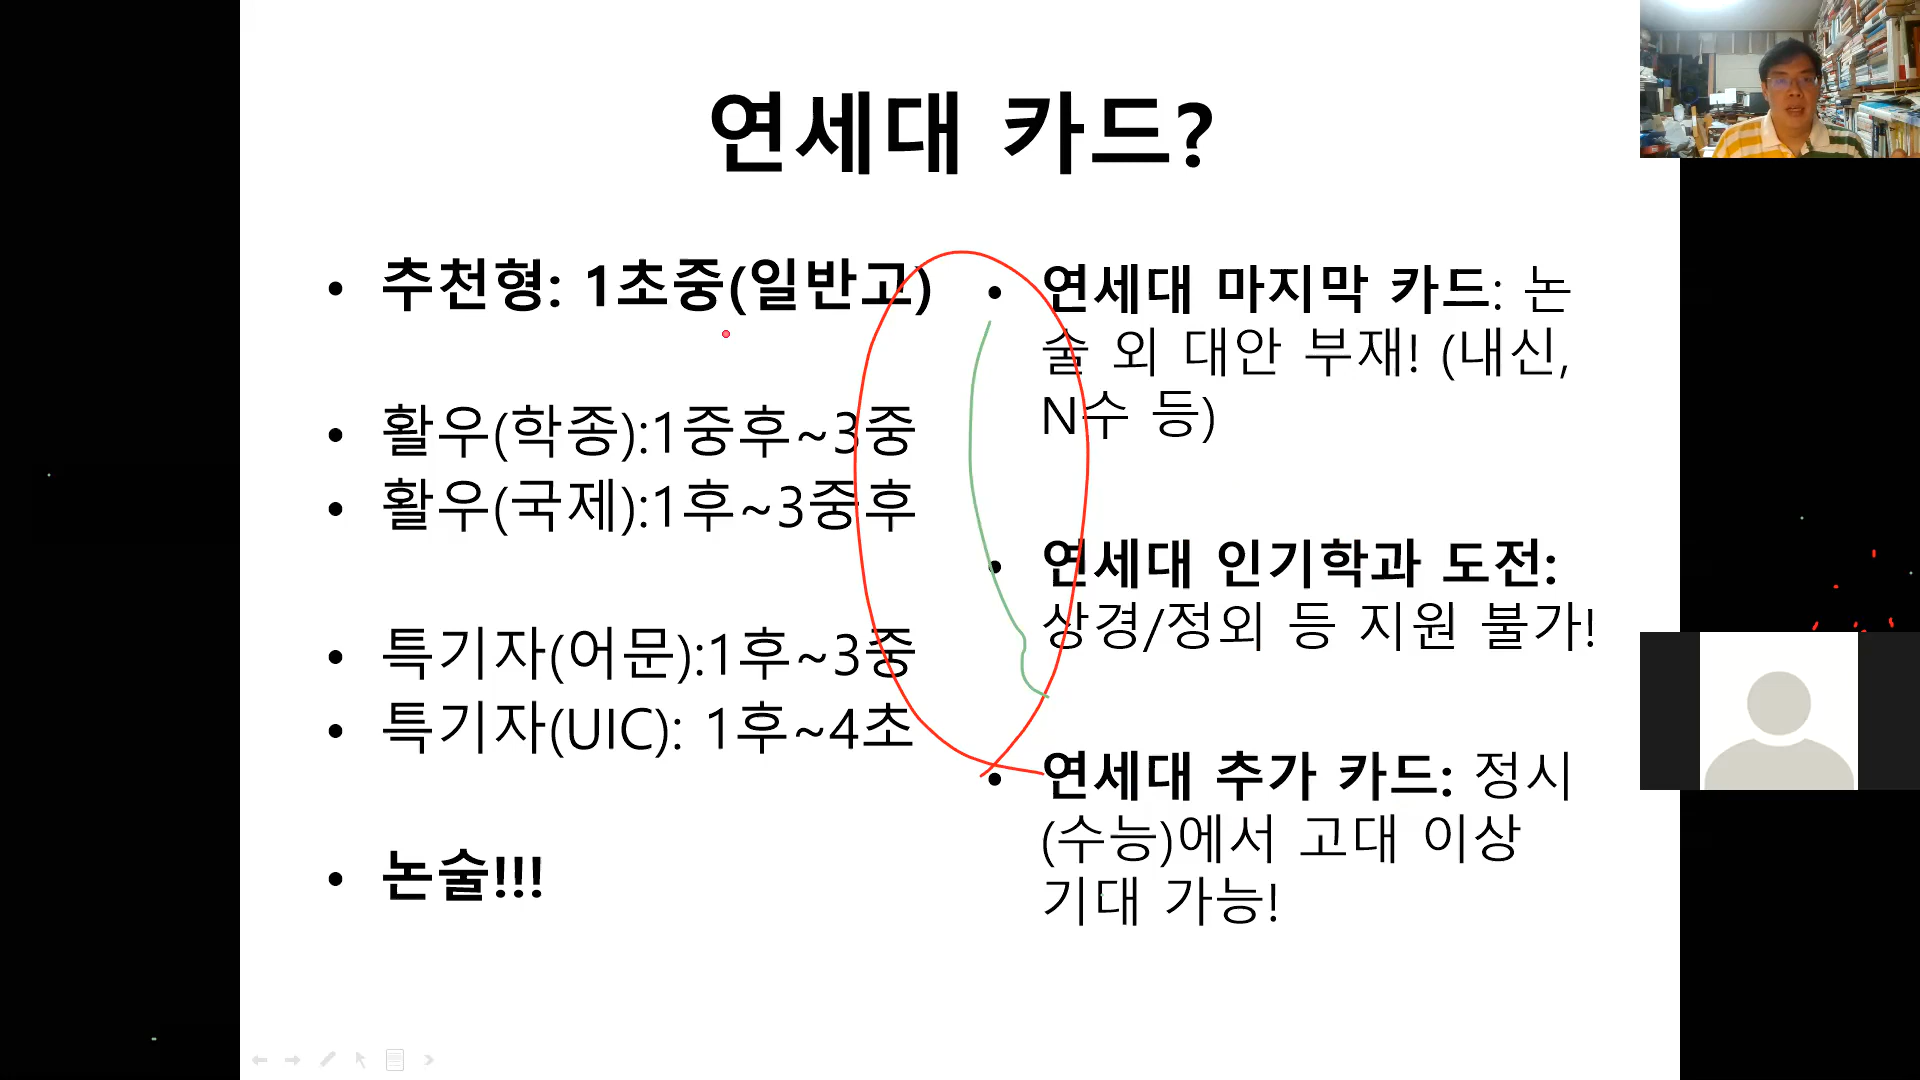 연세대 카드?
• 추천형: 1초중(일반고)
• 활우(학종):1중후~3중
• 활우(국제):1후~3중후
• 특기자(어문):1후~3중
• 특기자(UIC): 1후~4초
• 논술!!!
• 연세대 마지막 카드: 논
술 외 대안 부재! (내신,
N수 등)
• 연세대 인기학과 도전:
상경/정외 등 지원 불가!
• 연세대 추가 카드: 정시
(수능)에서 고대 이상
기대 가능!